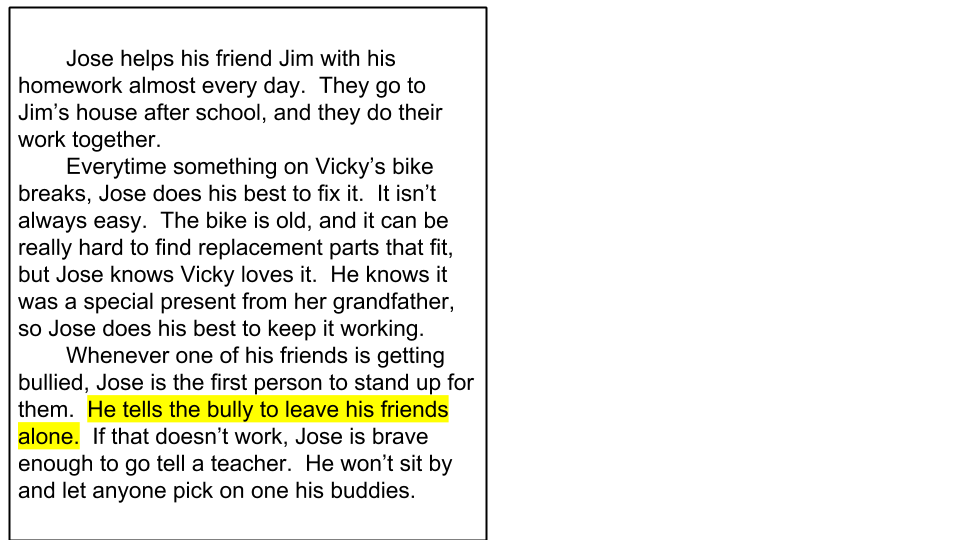 Jose helps his friend Jim with his
homework almost every day.  They go to
Jim’s house after school, and they do their
work together.
Everytime something on Vicky’s bike
breaks, Jose does his best to fix it.  It isn’t
always easy.  The bike is old, and it can be
really hard to find replacement parts that fit,
but Jose knows Vicky loves it.  He knows it
was a special present from her grandfather,
so Jose does his best to keep it working.
Whenever one of his friends is getting
bullied, Jose is the first person to stand up for
them.  He tells the bully to leave his friends
alone.  If that doesn’t work, Jose is brave
enough to go tell a teacher.  He won’t sit by
and let anyone pick on one his buddies.